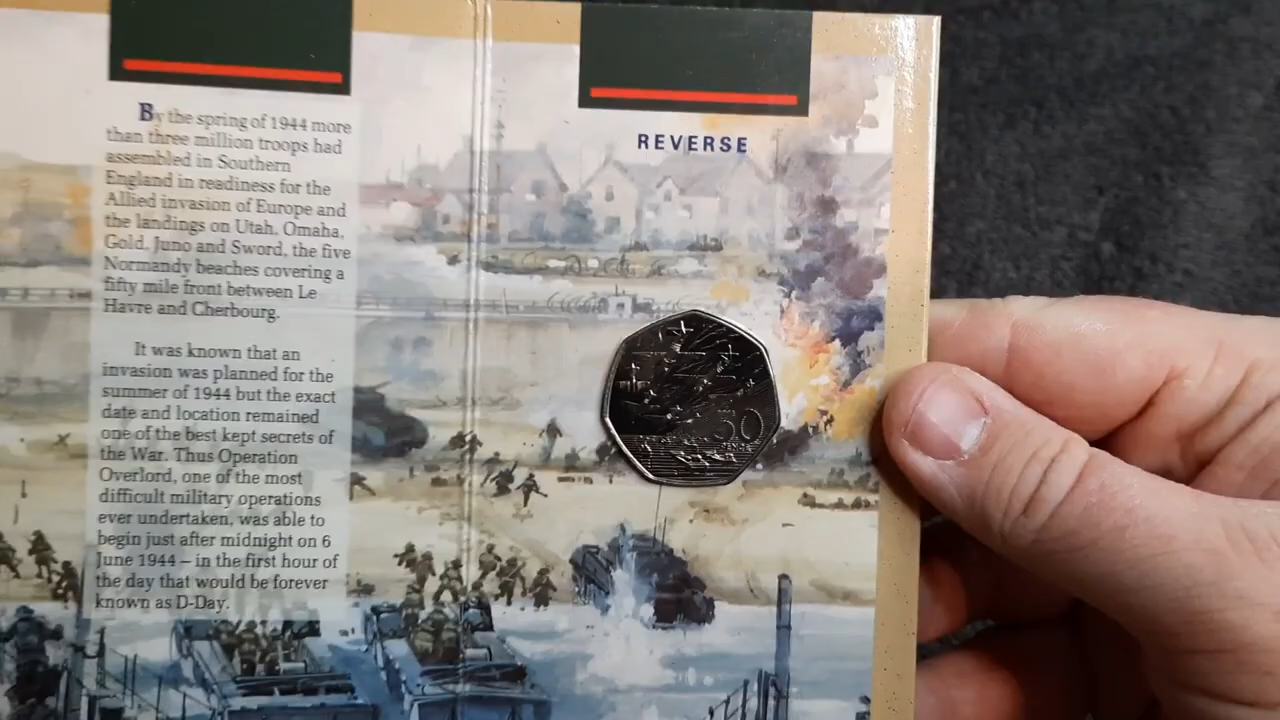 By the spring of 1944 more
than three million troops had
assembled in Southern
England in readiness for the
Allied invasion of Europe and
the landings on Utah, Omaha,
Gold, Juno and Sword, the five
Normandy beaches covering a
fifty mile front between Le
Havre and Cherbourg.
It was known that an
invasion was planned for the
summer of 1944 but the exact
date and location remained
one of the best kept secrets of
the War. Thus Operation
Overlord, one of the most
difficult military operations
ever undertaken, was able to
begin just after midnight on 6
June 1944 – in the first hour of
the day that would be forever
known as D-Day.
REVERSE
50